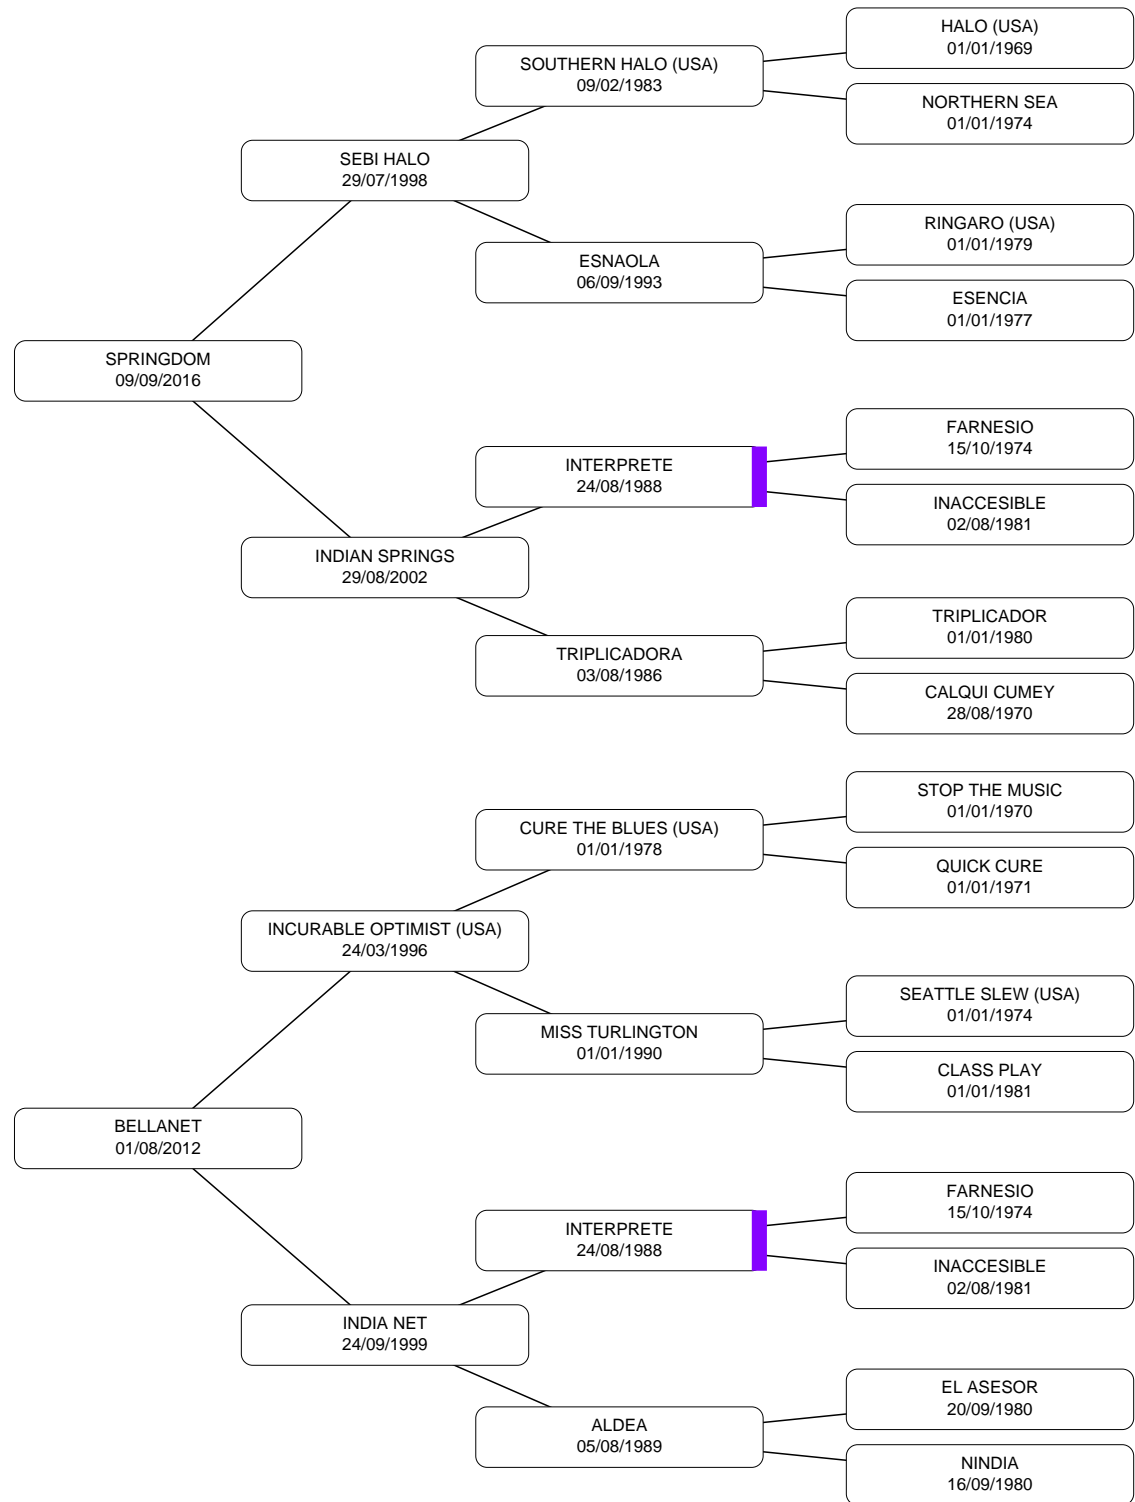 HALO (USA)
01/01/1969
SOUTHERN HALO (USA)
09/02/1983
NORTHERN SEA
01/01/1974
SEBI HALO
29/07/1998
RINGARO (USA)
01/01/1979
ESNAOLA
06/09/1993
ESENCIA
01/01/1977
SPRINGDOM
09/09/2016
FARNESIO
15/10/1974
INTERPRETE
24/08/1988
INACCESIBLE
02/08/1981
INDIAN SPRINGS
29/08/2002
TRIPLICADOR
01/01/1980
TRIPLICADORA
03/08/1986
CALQUI CUMEY
28/08/1970
STOP THE MUSIC
01/01/1970
CURE THE BLUES (USA)
01/01/1978
QUICK CURE
01/01/1971
INCURABLE OPTIMIST (USA)
24/03/1996
SEATTLE SLEW (USA)
01/01/1974
MISS TURLINGTON
01/01/1990
CLASS PLAY
01/01/1981
BELLANET
01/08/2012
FARNESIO
15/10/1974
INTERPRETE
24/08/1988
INACCESIBLE
02/08/1981
INDIA NET
24/09/1999
EL ASESOR
20/09/1980
ALDEA
05/08/1989
NINDIA
16/09/1980